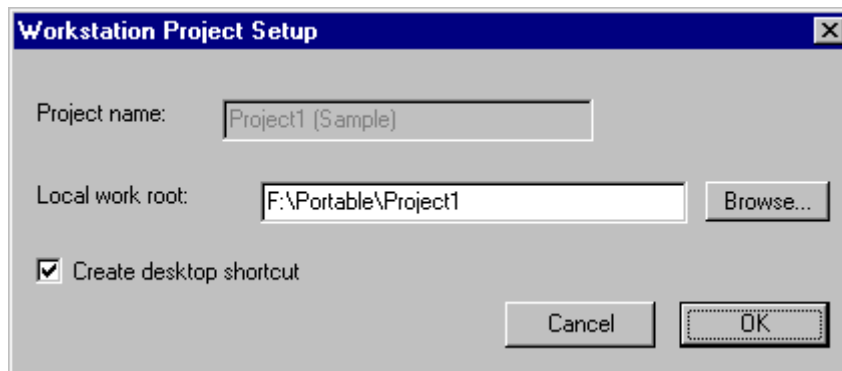 Workstation Project Setup
Project name: Project1 (Sample)
Local work root: F:\Portable\Project1 Browse...
Create desktop shortcut
Cancel OK